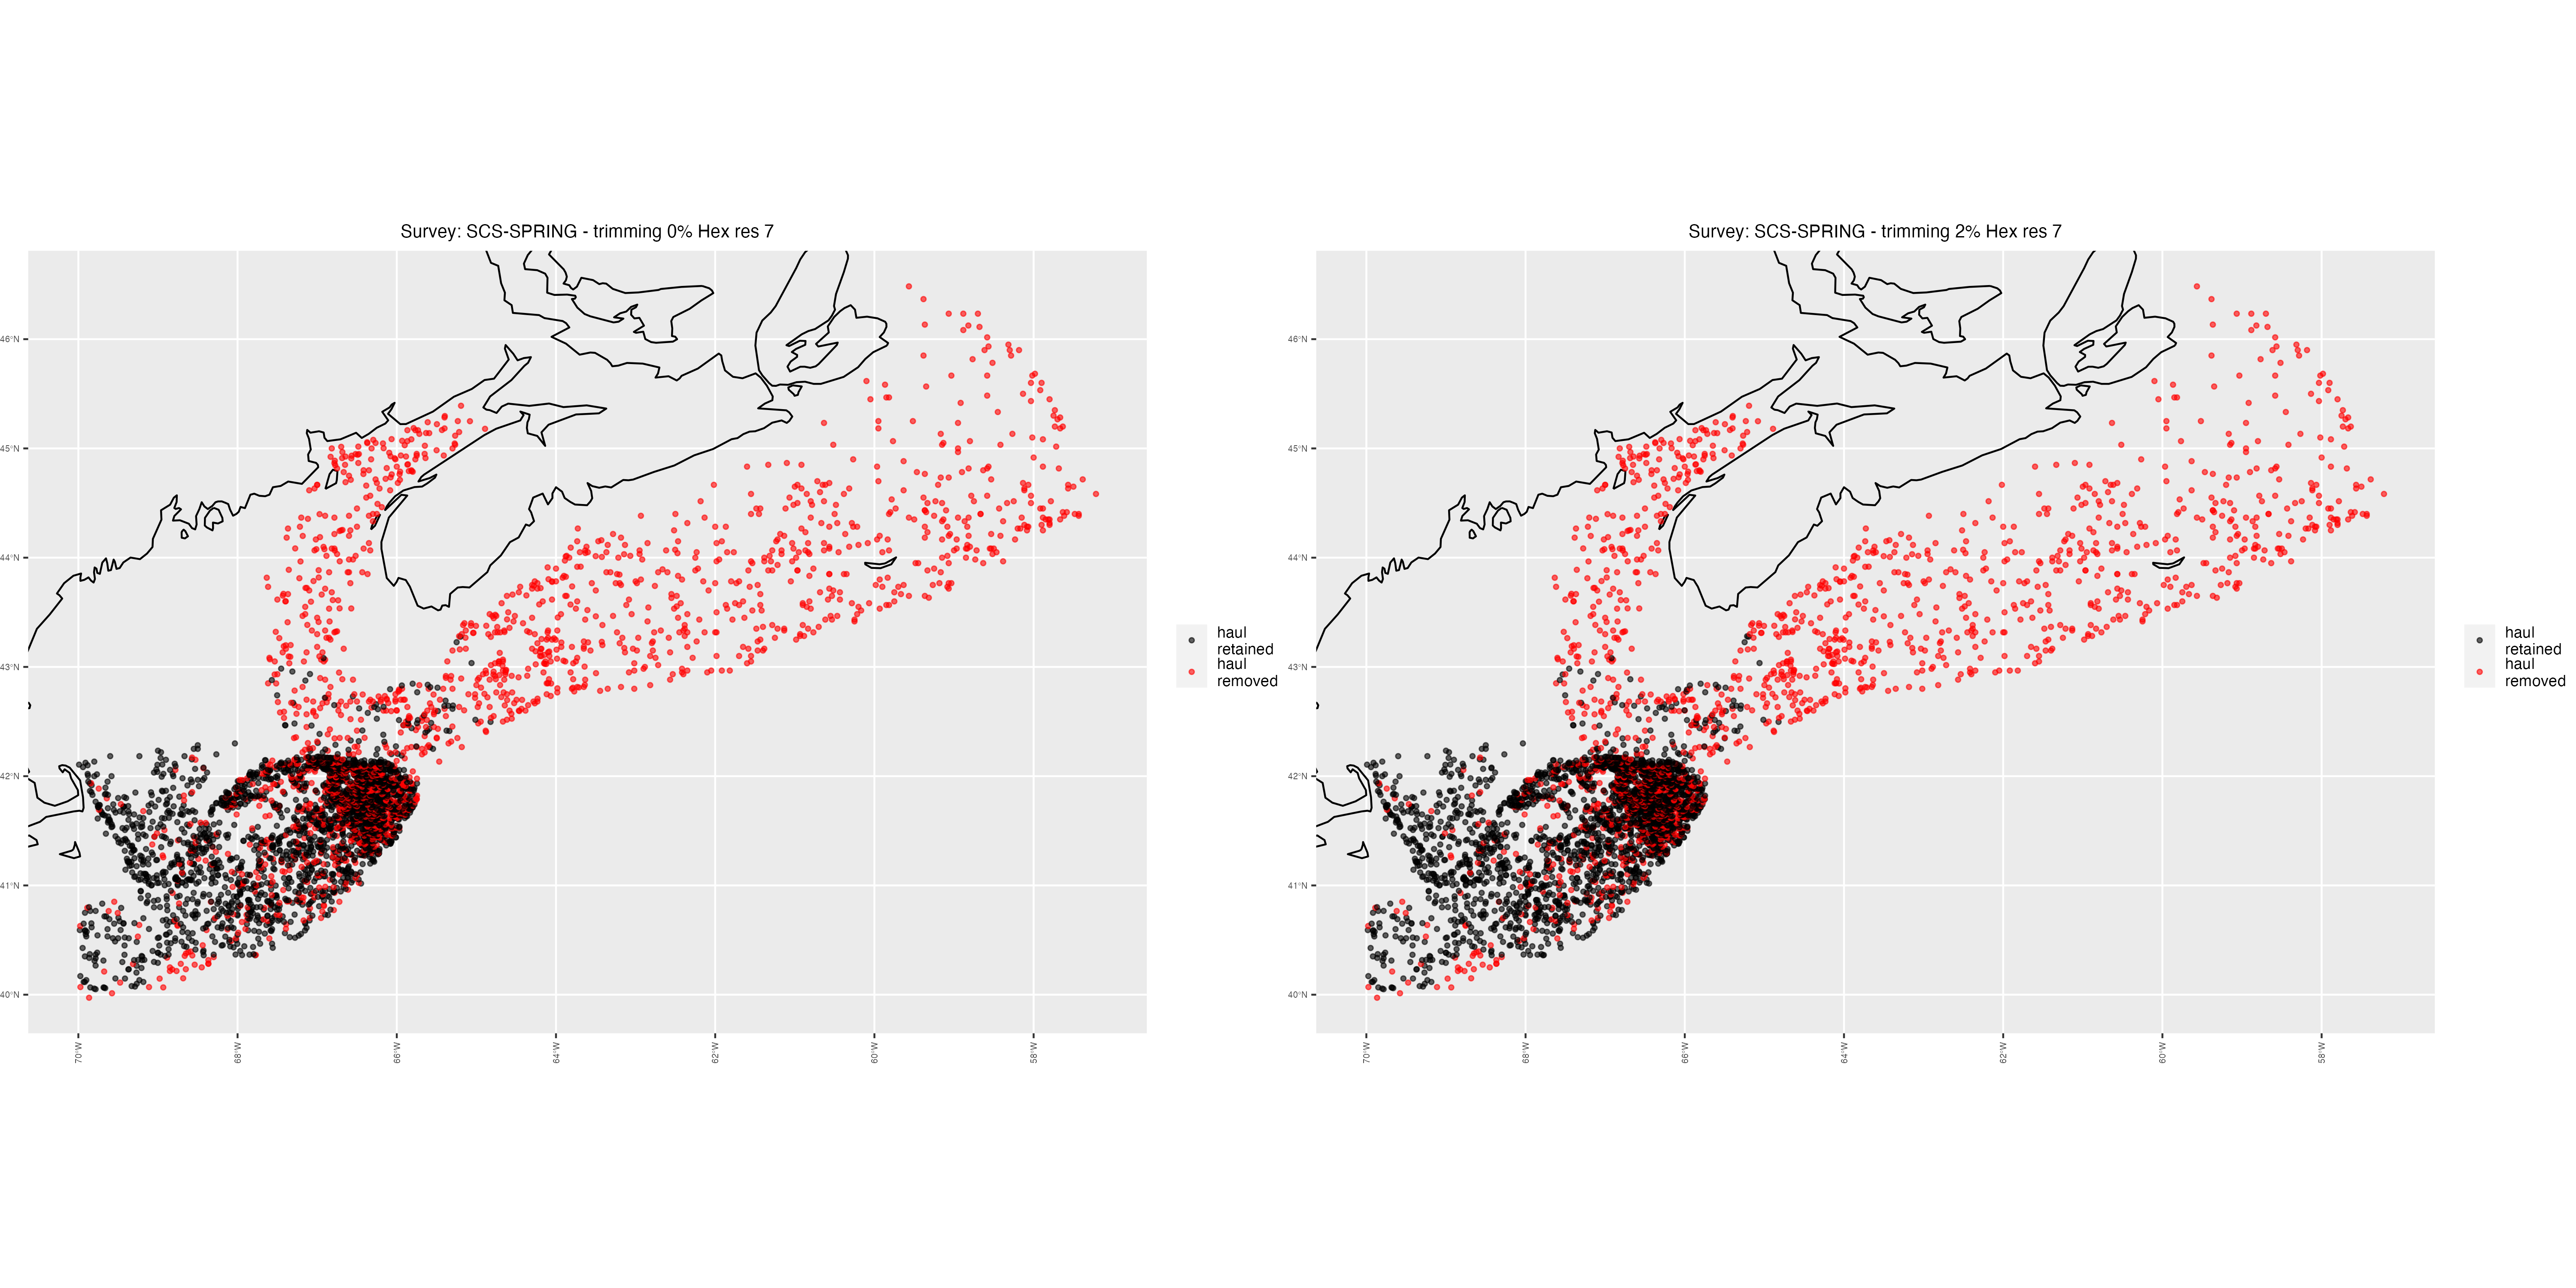 Survey: SCS-SPRING - trimming 0% Hex res 7
46°N
45°N
44°N
43°N
42°N
41°N
40°N
70°W
68°W
66°W
64°W
62°W
60°W
58°W
haul
retained
haul
removed
Survey: SCS-SPRING - trimming 2% Hex res 7
46°N
45°N
44°N
43°N
42°N
41°N
40°N
70°W
68°W
66°W
64°W
62°W
60°W
58°W
haul
retained
haul
removed